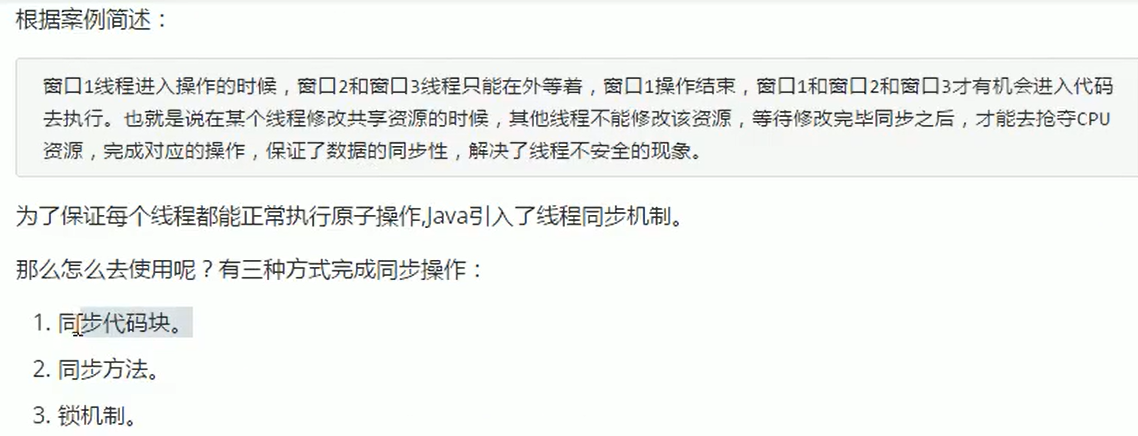 根据案例简述：
窗口1线程进入操作的时候，窗口2和窗口3线程只能在外等着，窗口1操作结束，窗口1和窗口2和窗口3才有机会进入代码
去执行。也就是说在某个线程修改共享资源的时候，其他线程不能修改该资源，等待修改完毕同步之后，才能去抢夺CPU
资源，完成对应的操作，保证了数据的同步性，解决了线程不安全的现象。
为了保证每个线程都能正常执行原子操作,Java引入了线程同步机制。
那么怎么去使用呢？有三种方式完成同步操作：
1. 同步代码块。
2. 同步方法。
3. 锁机制。